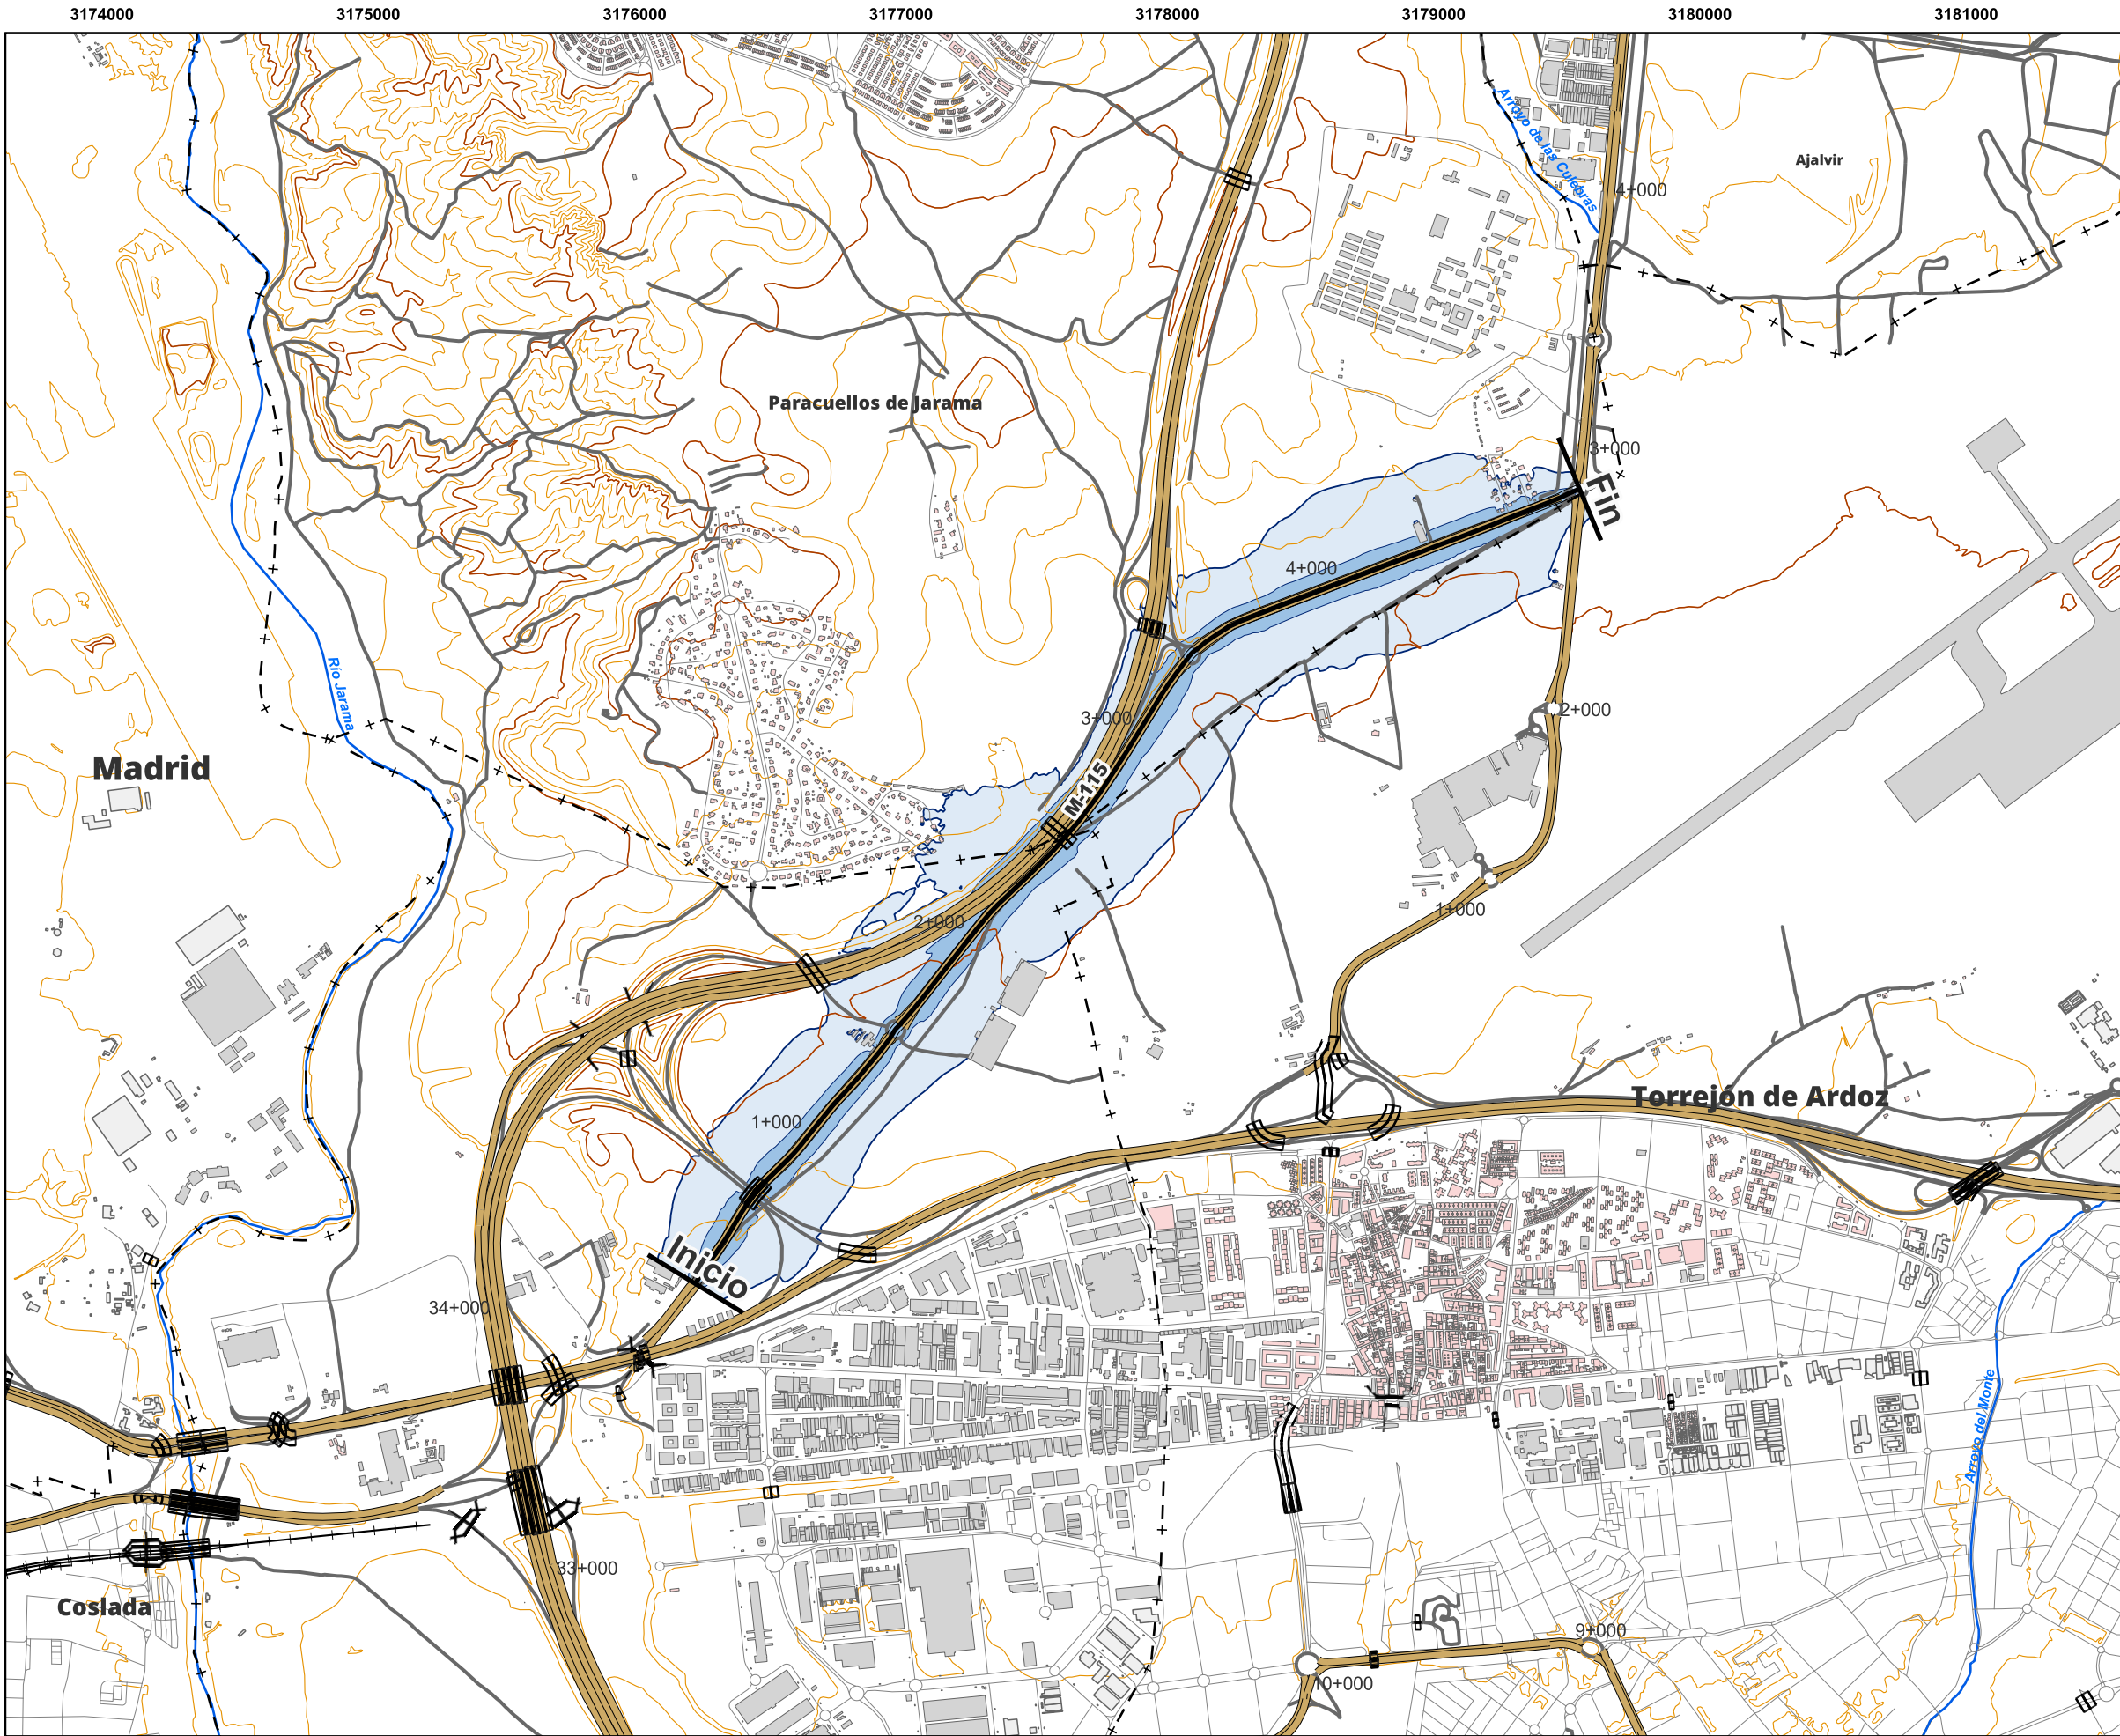 3174000 3175000 3176000 3177000 3178000 3179000 3180000 3181000
Arroyo de las Culebras
Ajalvir
4+000
Paracuellos de Jarama
3+000
Fin
4+000
Río Jarama
3+000
2+000
Madrid
M-115
1+000
2+000
Torrejón de Ardoz
1+000
Inicio
34+000
Arroyo del Monte
33+000
Coslada
9+000
10+000